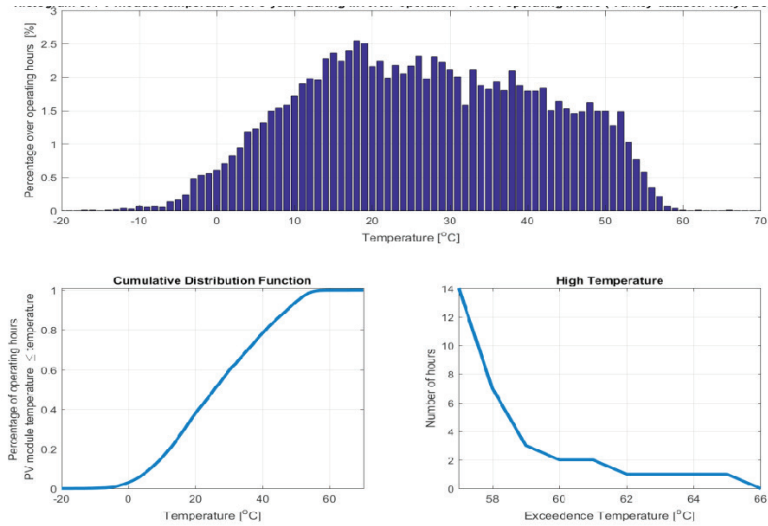 3
2.5
2
1.5
1
0.5
0
Percentage over operating hours [%]
-20 -10 0 10 20 30 40 50 60 70
Temperature [°C]
Cumulative Distribution Function
1
0.8
0.6
0.4
0.2
0
Percentage of operating hours
PV module temperature ≤ temperature
-20 0 20 40 60
Temperature [°C]
High Temperature
14
12
10
8
6
4
2
0
Number of hours
58 60 62 64 66
Exceedence Temperature [°C]